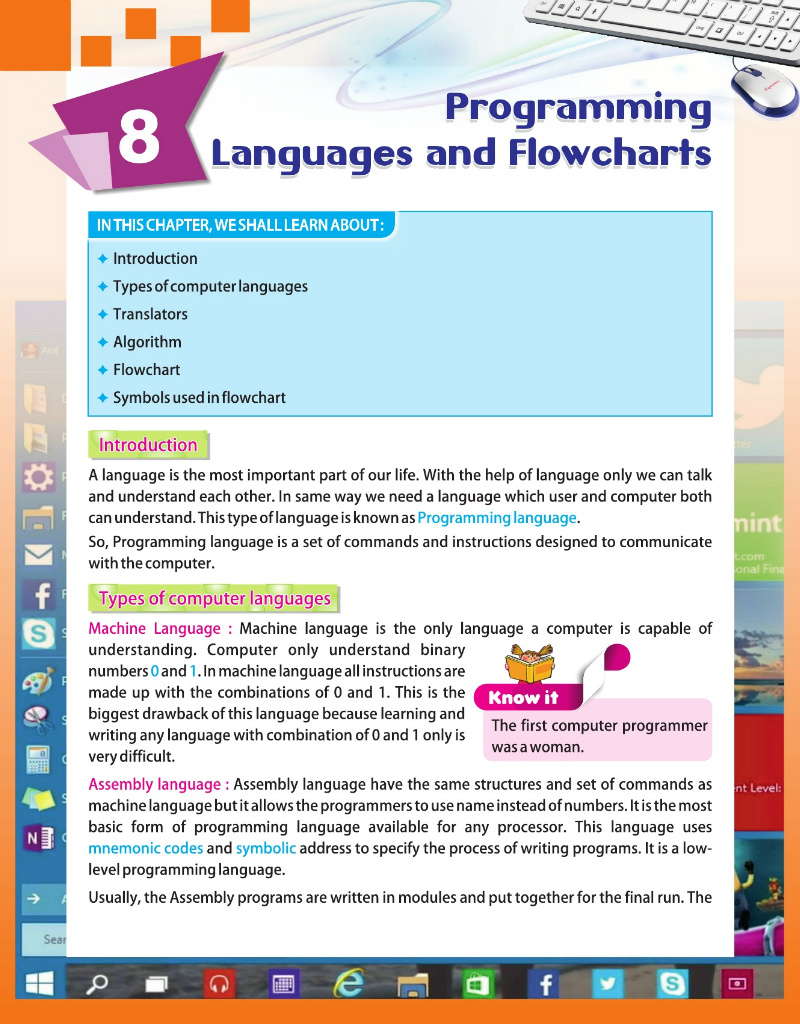 8
Programming
Languages and Flowcharts
IN THIS CHAPTER, WE SHALL LEARN ABOUT :
✦ Introduction
✦ Types of computer languages
✦ Translators
✦ Algorithm
✦ Flowchart
✦ Symbols used in flowchart
Introduction
A language is the most important part of our life. With the help of language only we can talk
and understand each other. In same way we need a language which user and computer both
can understand. This type of language is known as Programming language.
So, Programming language is a set of commands and instructions designed to communicate
with the computer.
Types of computer languages
Machine Language : Machine language is the only language a computer is capable of
understanding. Computer only understand binary
numbers 0 and 1. In machine language all instructions are
made up with the combinations of 0 and 1. This is the
biggest drawback of this language because learning and
writing any language with combination of 0 and 1 only is
very difficult.
Know it
The first computer programmer
was a woman.
Assembly language : Assembly language have the same structures and set of commands as
machine language but it allows the programmers to use name instead of numbers. It is the most
basic form of programming language available for any processor. This language uses
mnemonic codes and symbolic address to specify the process of writing programs. It is a low-
level programming language.
Usually, the Assembly programs are written in modules and put together for the final run. The
Anil
tter
mint
t.com
onal Fina
nt Level:
Sear